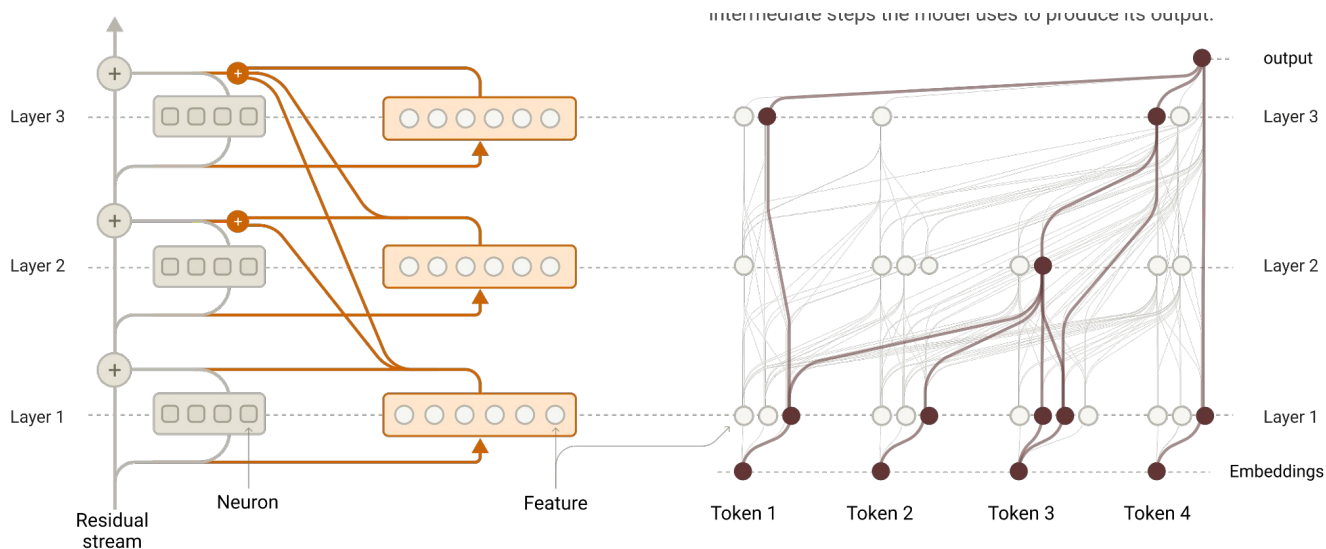 intermediate steps the model uses to produce its output.
Layer 3
Layer 2
Layer 1
Neuron
Feature
Residual
stream
output
Layer 3
Layer 2
Layer 1
Embeddings
Token 1
Token 2
Token 3
Token 4